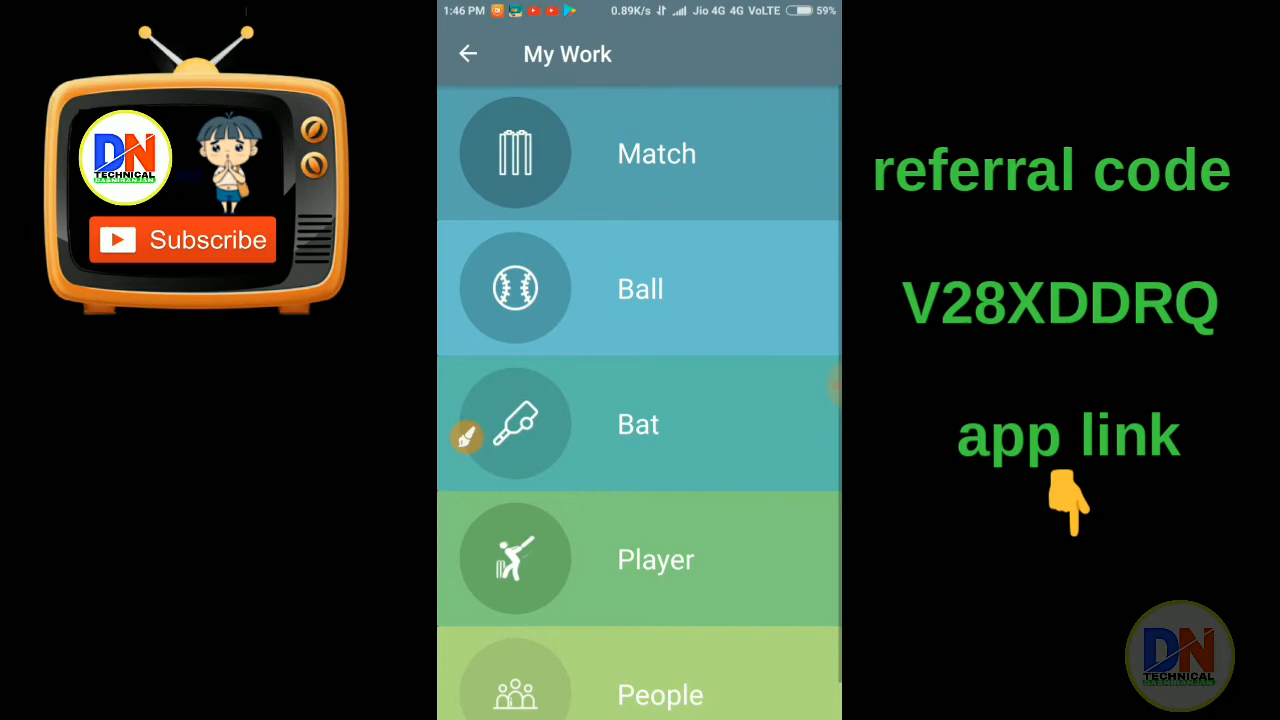 1:46 PM 0.89K/s Jio 4G 4G VoLTE 59%
My Work
Match
Ball
Bat
Player
People
DN
TECHNICAL
Subscribe
referral code
V28XDDRQ
app link
DN
TECHNICAL